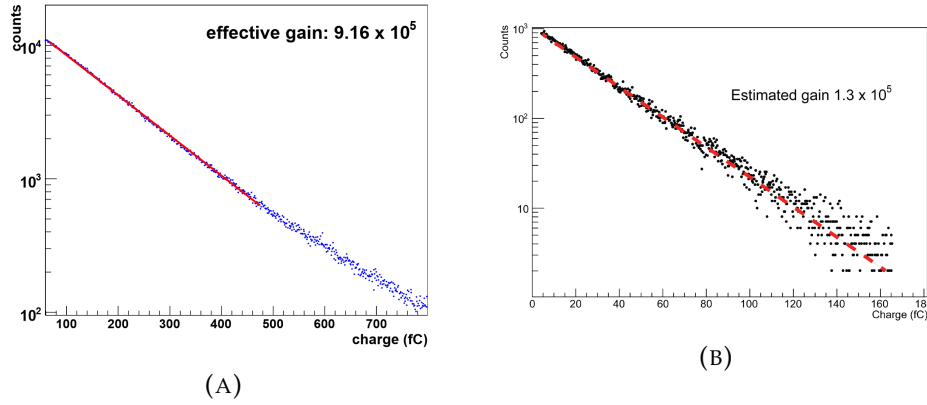 effective gain: 9.16 x 10^5
counts
10^4
10^3
10^2
100 200 300 400 500 600 700
charge (fC)
(A)
Estimated gain 1.3 x 10^5
Counts
10^3
10^2
10
1
0 20 40 60 80 100 120 140 160 18
Charge (fC)
(B)